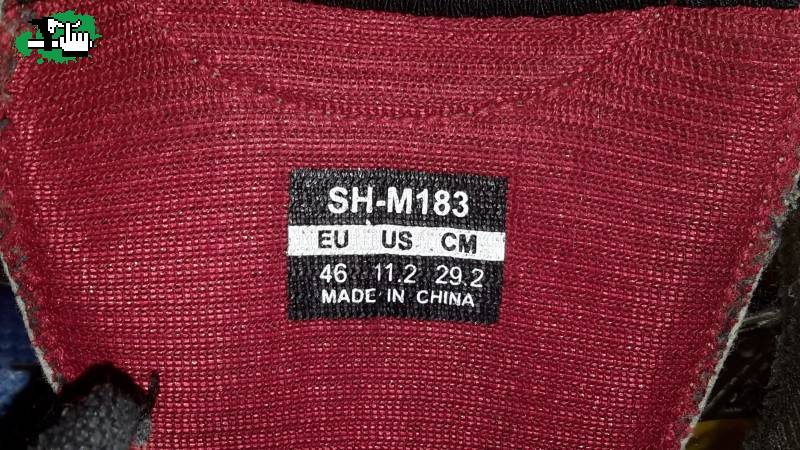 SH-M183
EU US CM
46 11.2 29.2
MADE IN CHINA